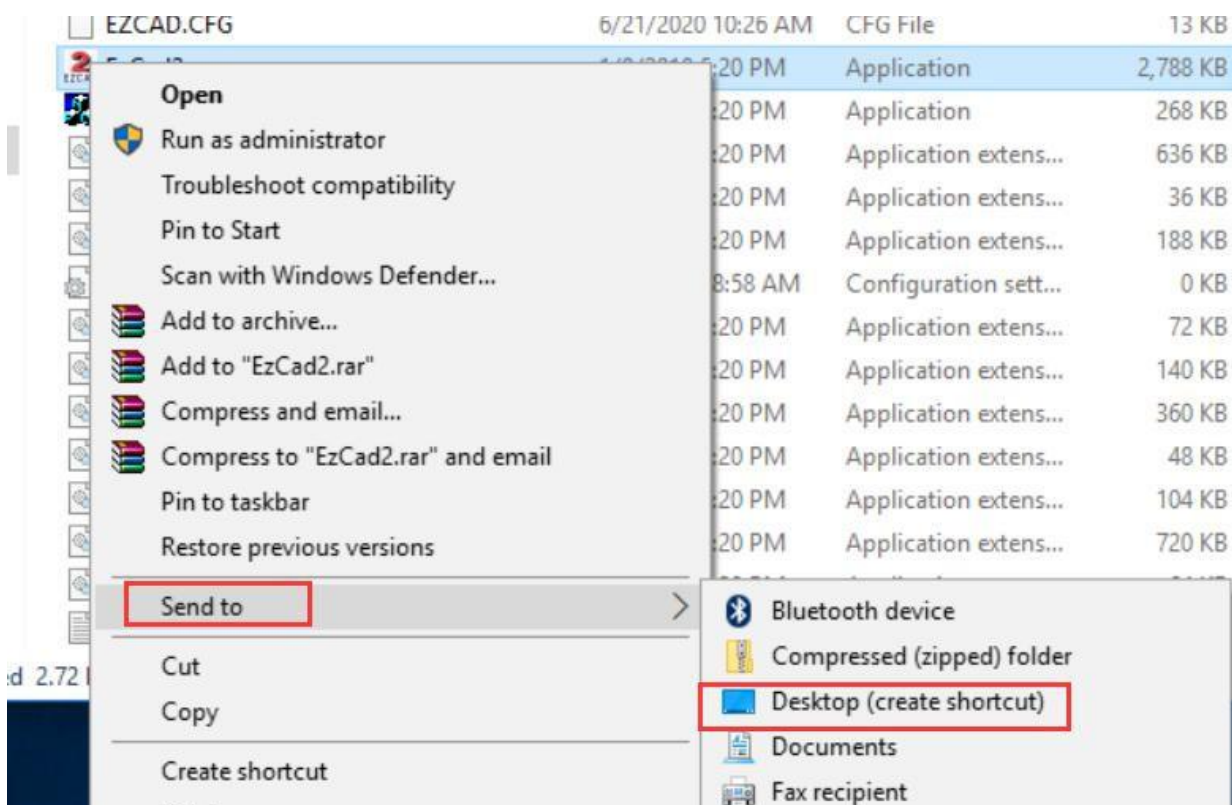 EZCAD.CFG 6/21/2020 10:26 AM CFG File 13 KB
:20 PM Application 2,788 KB
Open
:20 PM Application 268 KB
Run as administrator
:20 PM Application extens... 636 KB
Troubleshoot compatibility
:20 PM Application extens... 36 KB
Pin to Start
:20 PM Application extens... 188 KB
Scan with Windows Defender...
8:58 AM Configuration sett... 0 KB
Add to archive...
:20 PM Application extens... 72 KB
Add to "EzCad2.rar"
:20 PM Application extens... 140 KB
Compress and email...
:20 PM Application extens... 360 KB
Compress to "EzCad2.rar" and email
:20 PM Application extens... 48 KB
Pin to taskbar
:20 PM Application extens... 104 KB
Restore previous versions
:20 PM Application extens... 720 KB
Send to
Bluetooth device
Compressed (zipped) folder
Cut
2.72
Desktop (create shortcut)
Copy
Documents
Create shortcut
Fax recipient